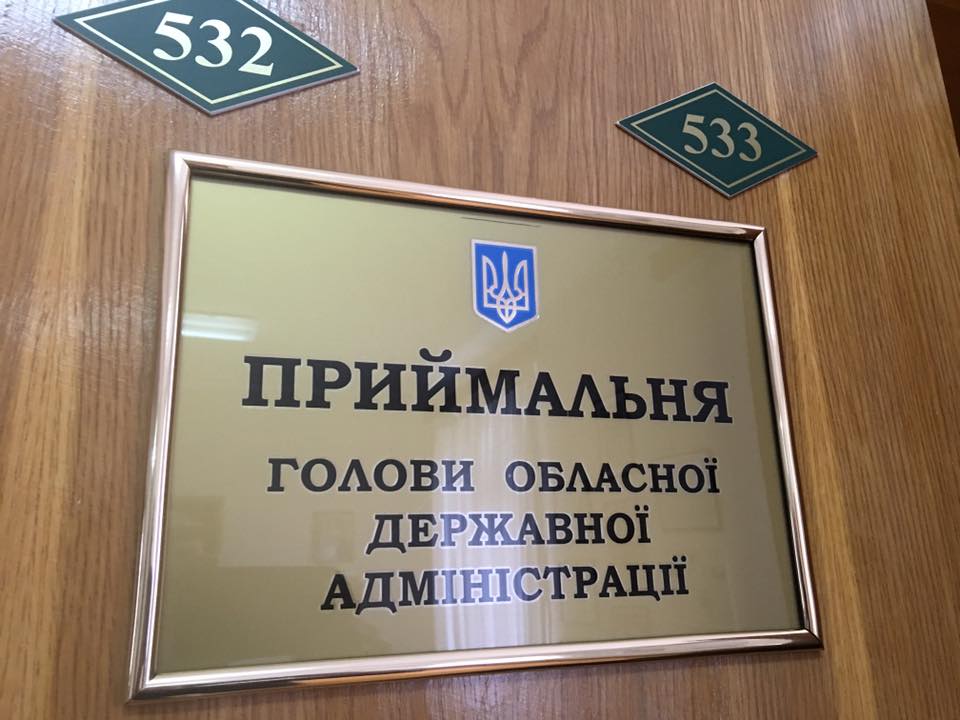 532
533
ПРИЙМАЛЬНЯ
ГОЛОВИ ОБЛАСНОЇ
ДЕРЖАВНОЇ
АДМІНІСТРАЦІЇ